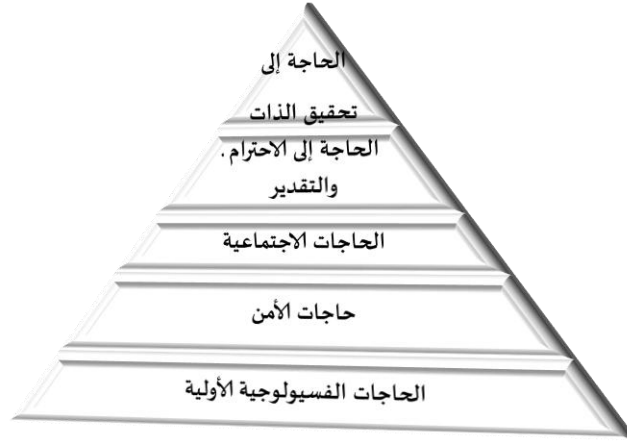 الحاجة إلى
تحقيق الذات
الحاجة إلى الاحترام .
والتقدير
الحاجات الاجتماعية
حاجات الأمن
الحاجات الفسيولوجية الأولية